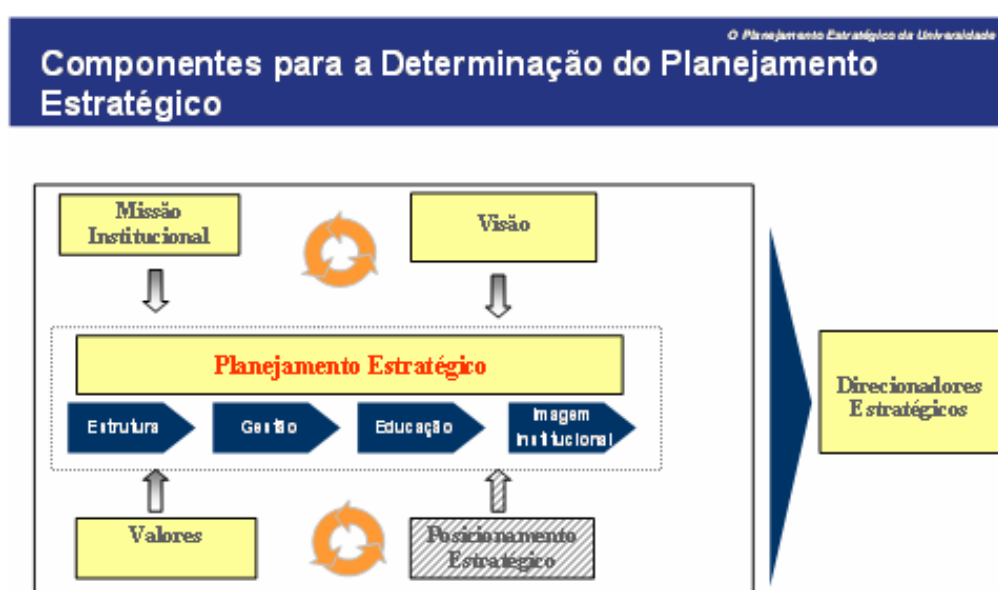 O Planejamento Estratégico da Universidade
Componentes para a Determinação do Planejamento
Estratégico
Missão
Institucional
Visão
Planejamento Estratégico
Estrutura
Gestão
Educação
Imagem
Institucional
Direcionadores
Estratégicos
Valores
Posicionamento
Estrategico